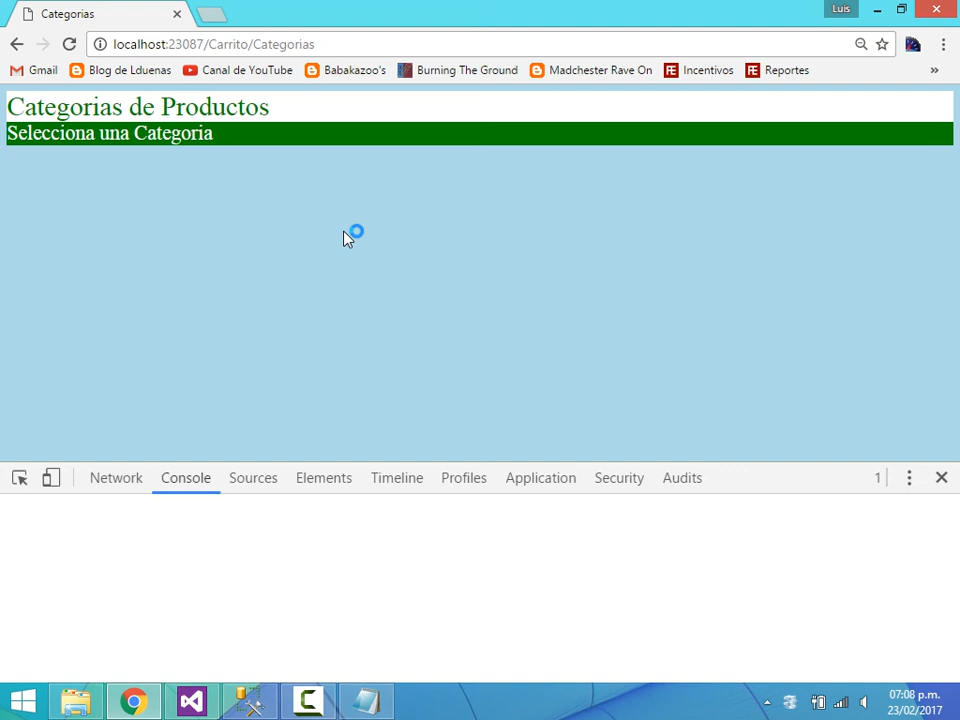 Categorias
Luis
localhost:23087/Carrito/Categorias
Gmail Blog de Lduenas Canal de YouTube Babakazoo's Burning The Ground Madchester Rave On Incentivos Reportes »
Categorias de Productos
Selecciona una Categoria
Network Console Sources Elements Timeline Profiles Application Security Audits 1
07:08 p.m.
23/02/2017